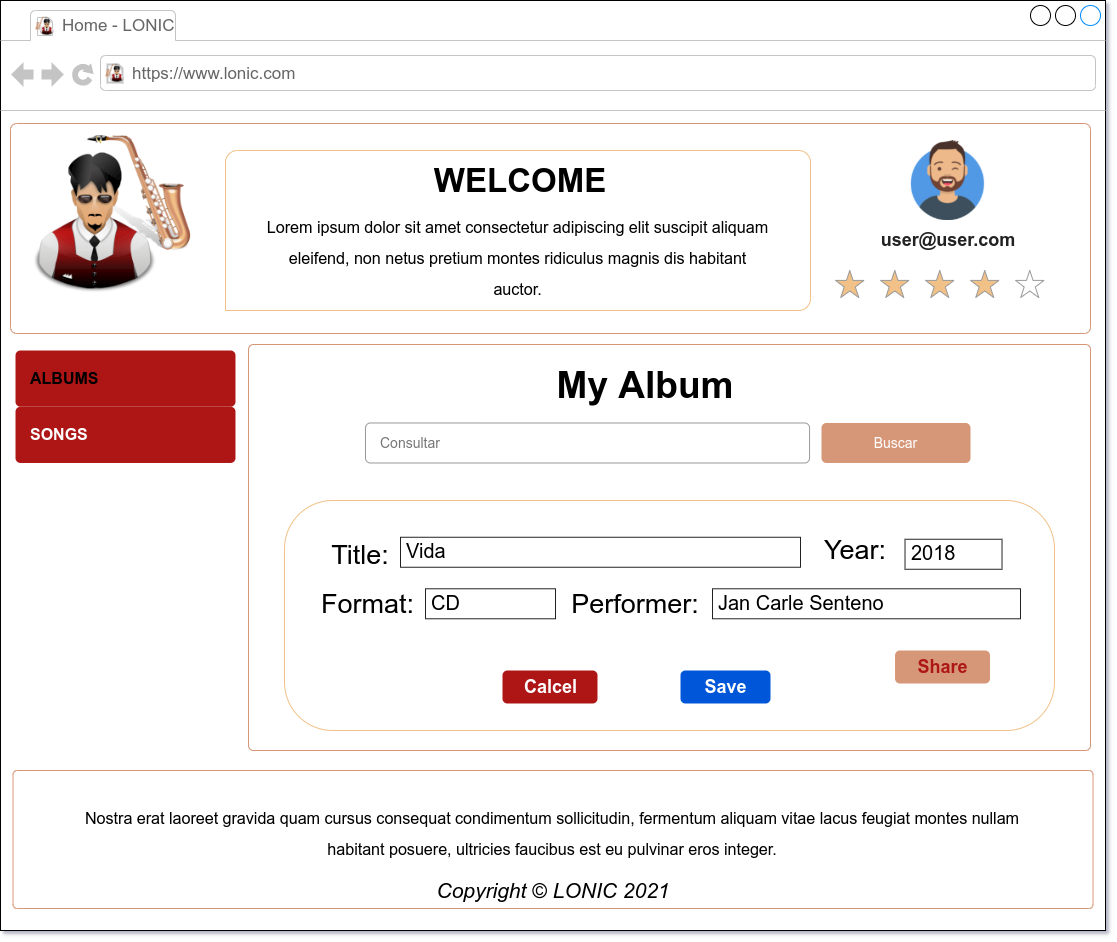 Home - LONIC
https://www.lonic.com
WELCOME
Lorem ipsum dolor sit amet consectetur adipiscing elit suscipit aliquam
eleifend, non netus pretium montes ridiculus magnis dis habitant
auctor.
user@user.com
ALBUMS
SONGS
My Album
Consultar
Buscar
Title: Vida Year: 2018
Format: CD Performer: Jan Carle Senteno
Share
Calcel Save
Nostra erat laoreet gravida quam cursus consequat condimentum sollicitudin, fermentum aliquam vitae lacus feugiat montes nullam
habitant posuere, ultricies faucibus est eu pulvinar eros integer.
Copyright © LONIC 2021